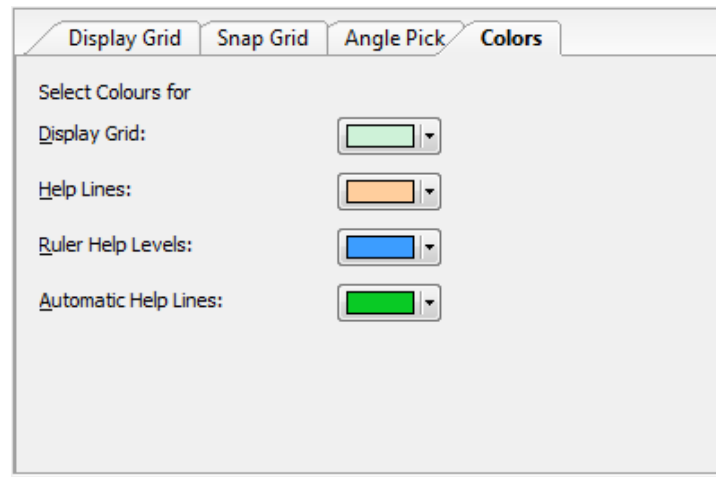 Display Grid Snap Grid Angle Pick Colors
Select Colours for
Display Grid:
Help Lines:
Ruler Help Levels:
Automatic Help Lines: